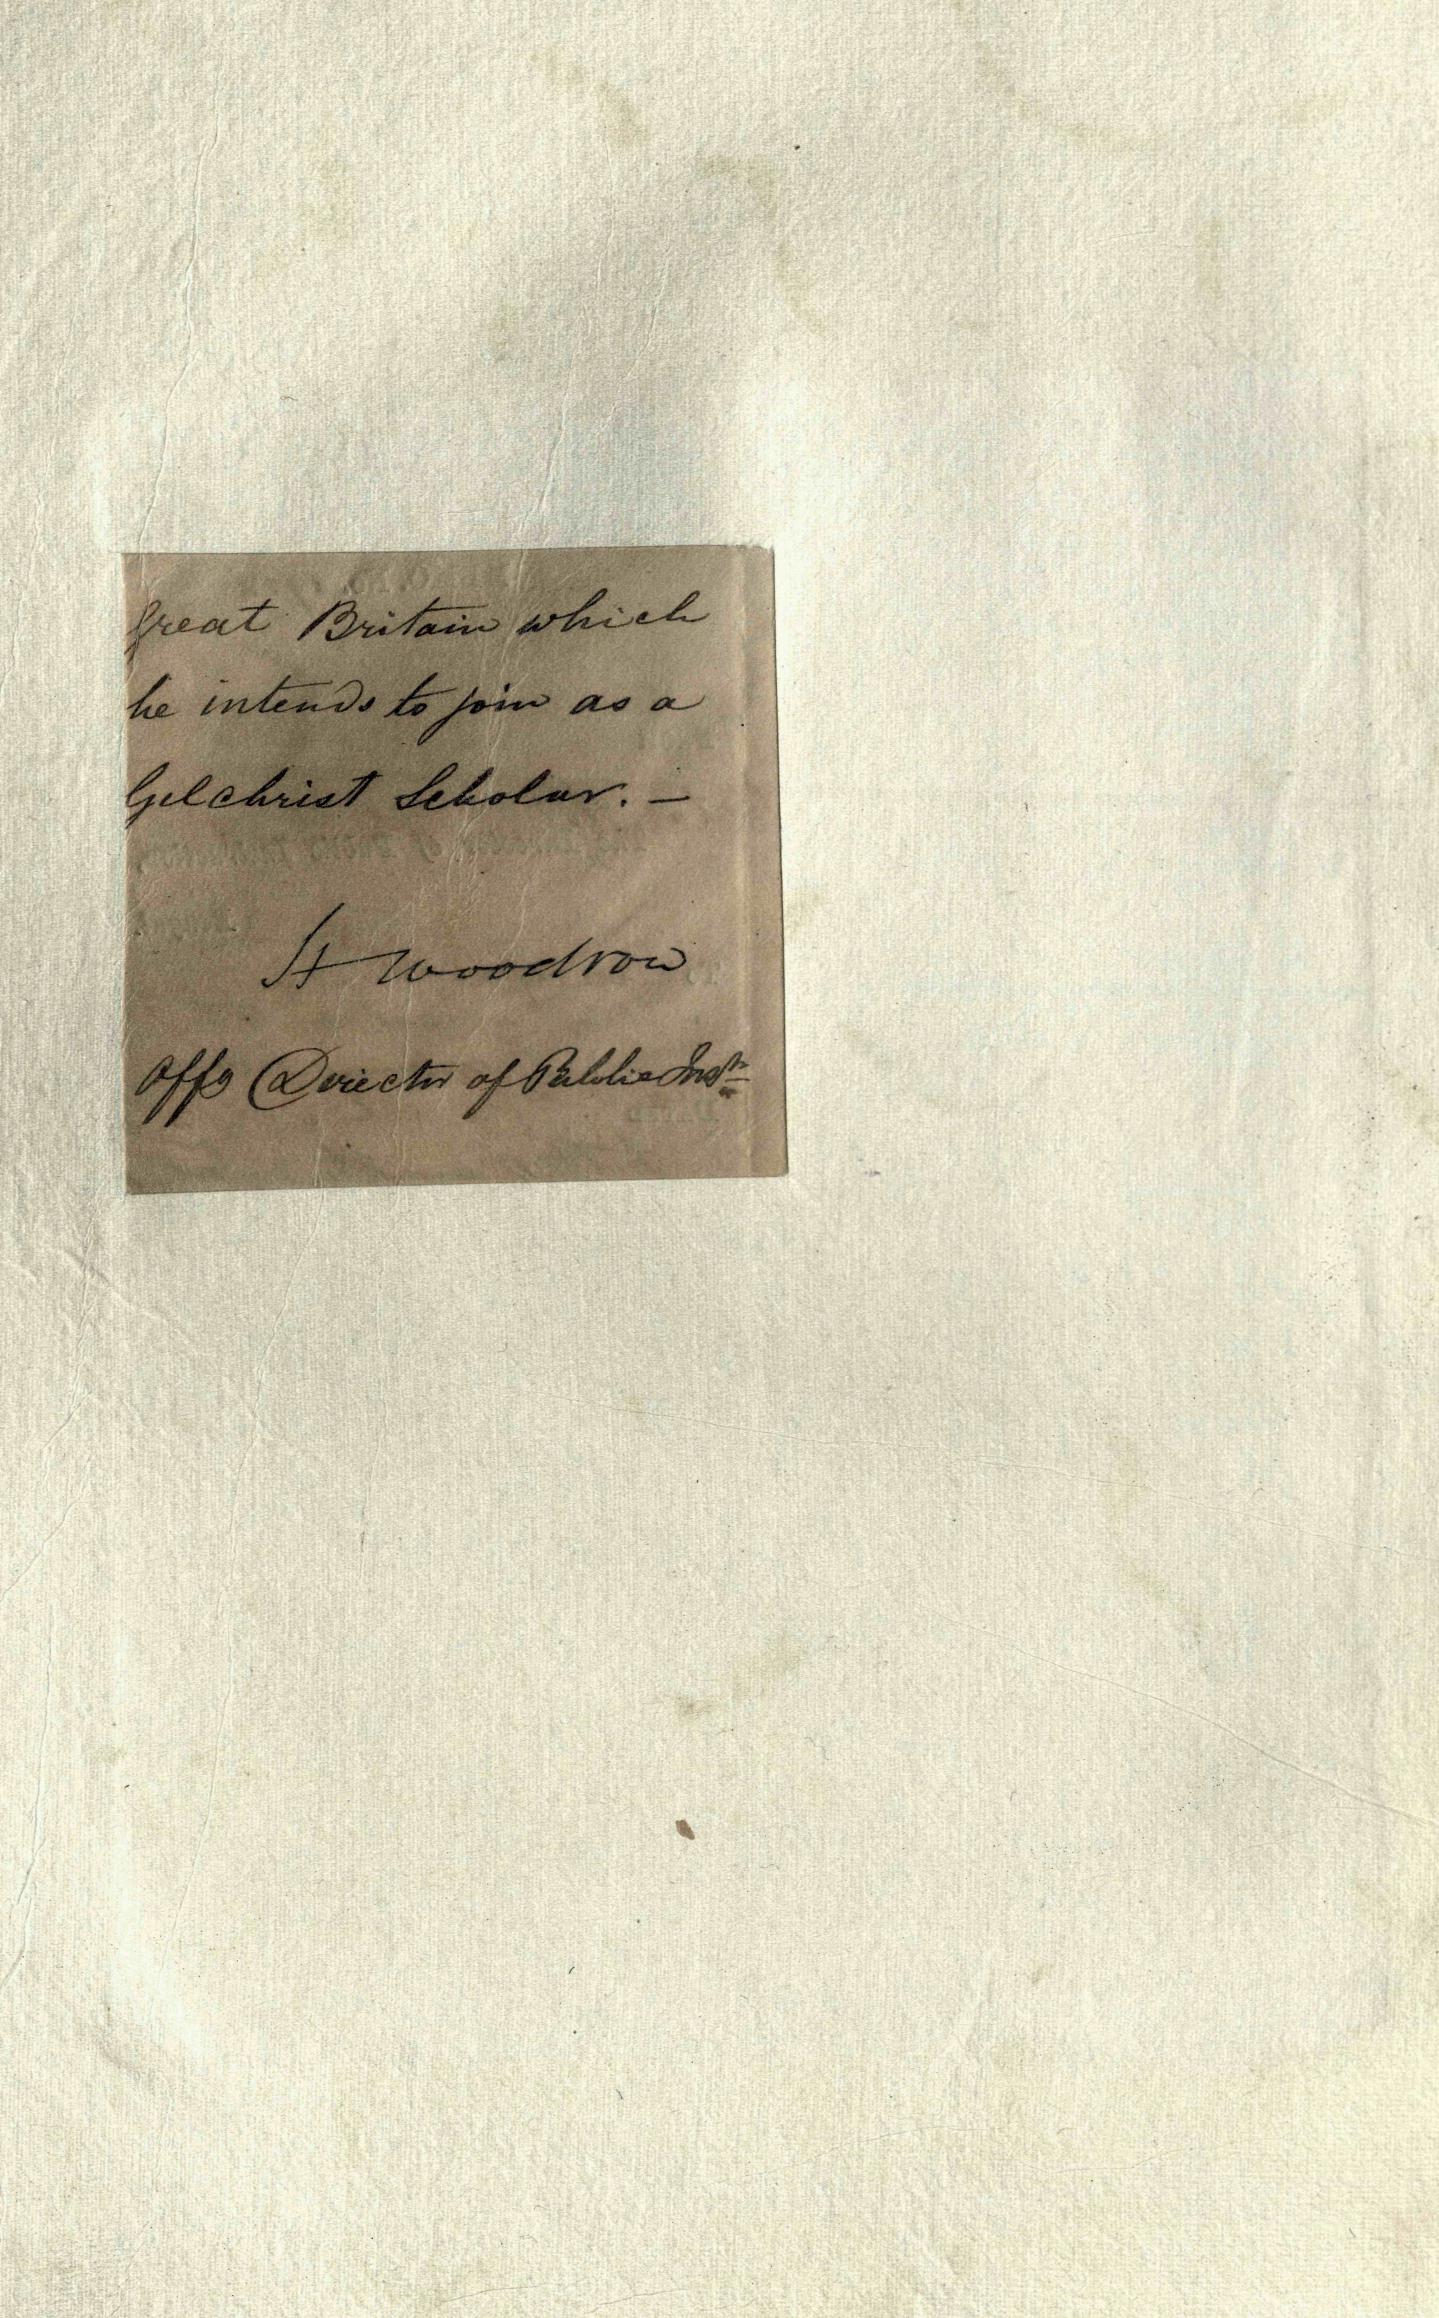 Great Britain which
he intends to join as a
Gilchrist Scholar. —
H Woodrow
Offg Director of Public Instn